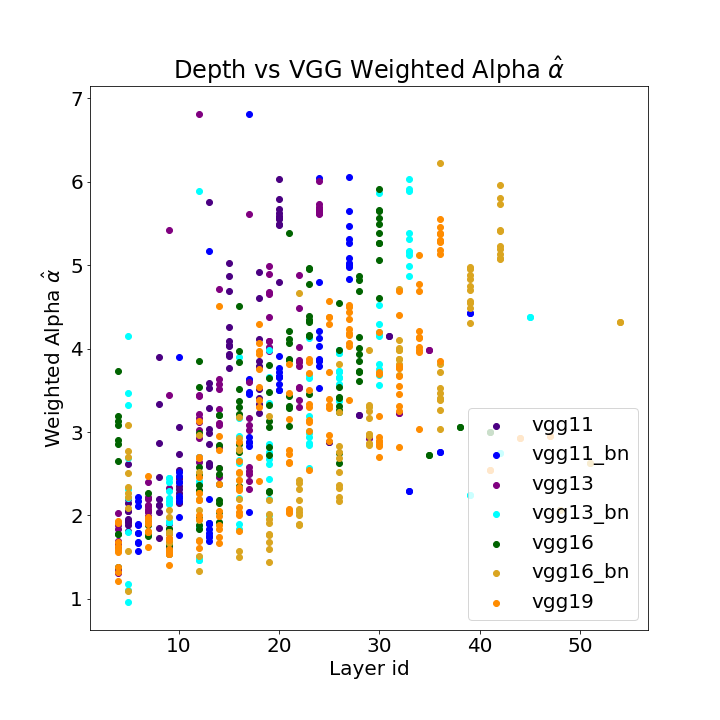 Depth vs VGG Weighted Alpha α̂
7
6
5
4
3
2
1
Weighted Alpha α̂
vgg11
vgg11_bn
vgg13
vgg13_bn
vgg16
vgg16_bn
vgg19
10 20 30 40 50
Layer id